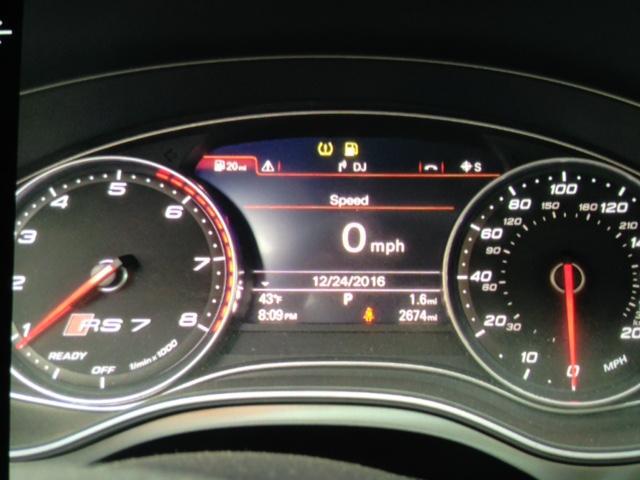 20mi DJ S
Speed
0 mph
12/24/2016
43°F P 1.6mi
8:09PM 2674mi
1 2 3 4 5 6 7 8
RS 7
READY
OFF
1/min x 1000
0 10 20 40 60 80 100 120
30 60 90 120 150 180 210
MPH